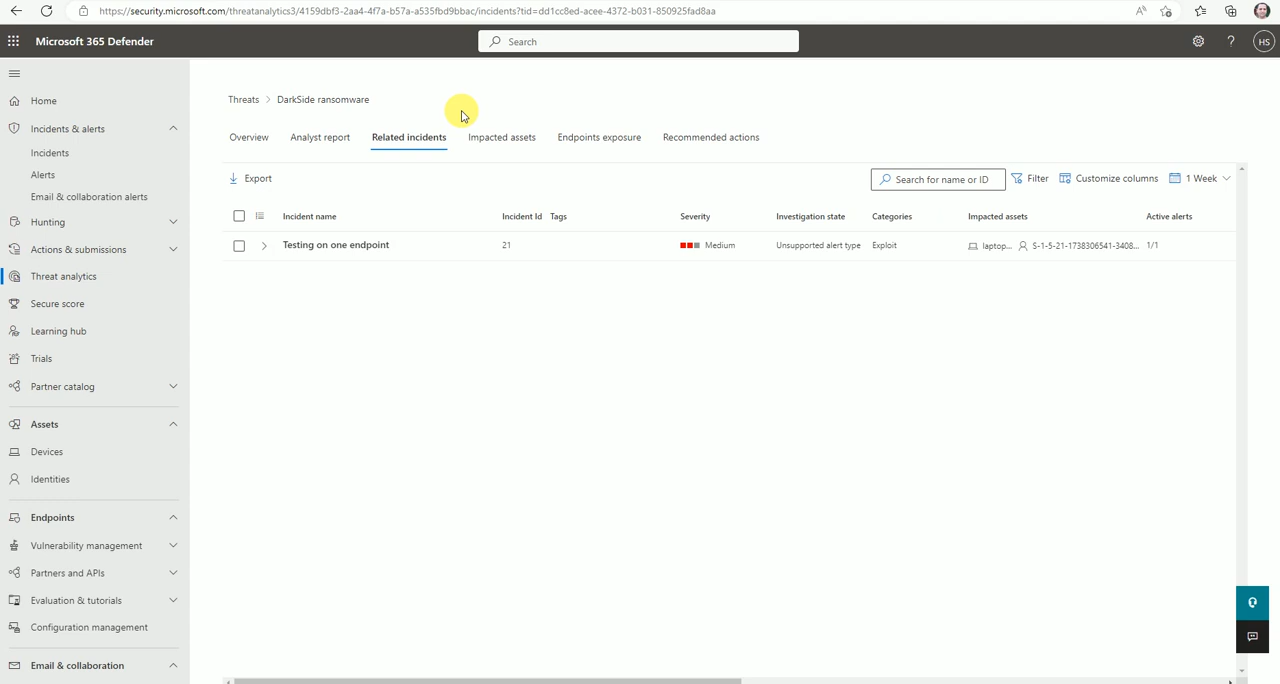 https://security.microsoft.com/threatanalytics3/4159dbf3-2aa4-4f7a-b57a-a535fbd9bbac/incidents?tid=dd1cc8ed-acee-4372-b031-850925fad8aa
Microsoft 365 Defender
Search
HS
Home
Incidents & alerts
Incidents
Alerts
Email & collaboration alerts
Hunting
Actions & submissions
Threat analytics
Secure score
Learning hub
Trials
Partner catalog
Assets
Devices
Identities
Endpoints
Vulnerability management
Partners and APIs
Evaluation & tutorials
Configuration management
Email & collaboration
Threats > DarkSide ransomware
Overview Analyst report Related incidents Impacted assets Endpoints exposure Recommended actions
Export Search for name or ID Filter Customize columns 1 Week
Incident name Incident Id Tags Severity Investigation state Categories Impacted assets Active alerts
Testing on one endpoint 21 Medium Unsupported alert type Exploit laptop... S-1-5-21-1738306541-3408... 1/1